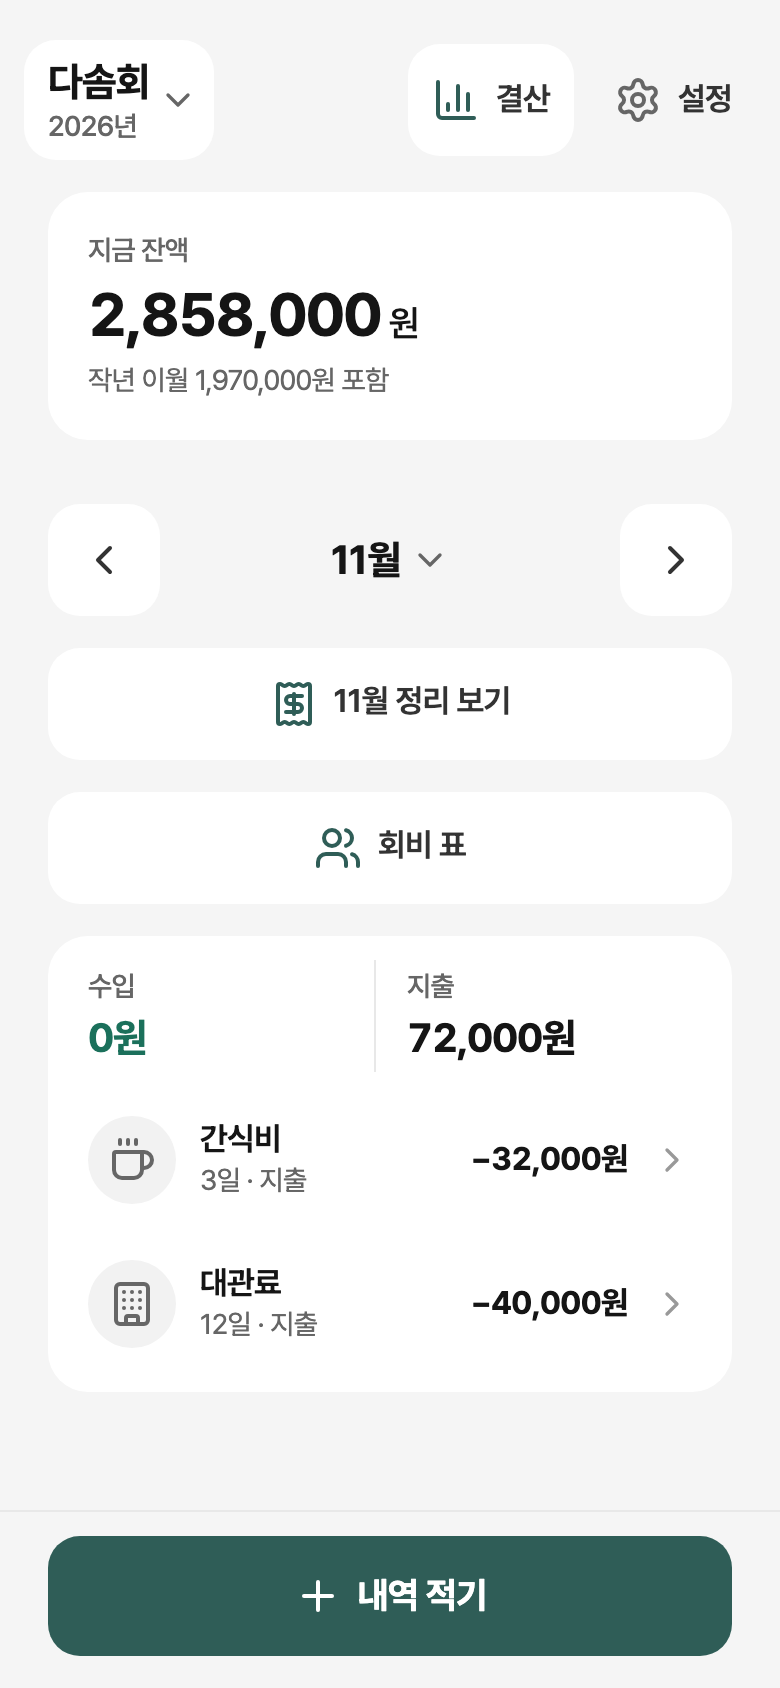 다솜회
2026년
결산
설정
지금 잔액
2,858,000원
작년 이월 1,970,000원 포함
11월
11월 정리 보기
회비 표
수입
0원
지출
72,000원
간식비
3일 · 지출
−32,000원
대관료
12일 · 지출
−40,000원
내역 적기